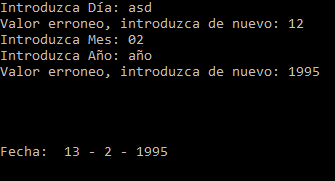 Introduzca Día: asd
Valor erroneo, introduzca de nuevo: 12
Introduzca Mes: 02
Introduzca Año: año
Valor erroneo, introduzca de nuevo: 1995
Fecha:  13 - 2 - 1995